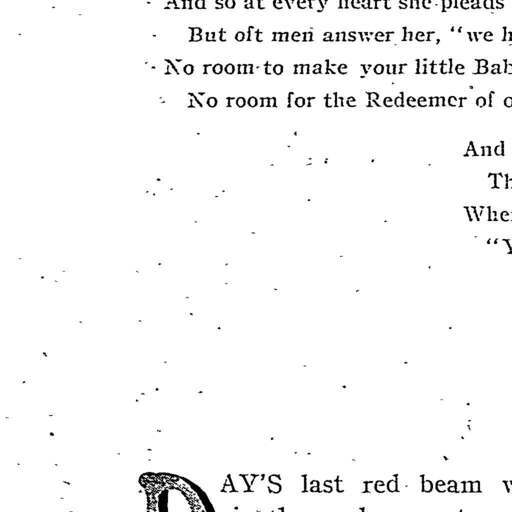 And so at every heart she pleads
But oft men answer her, "we
No room to make your little
No room for the Redeemer of
And
Th
Whe
"Y
DAY'S last red beam